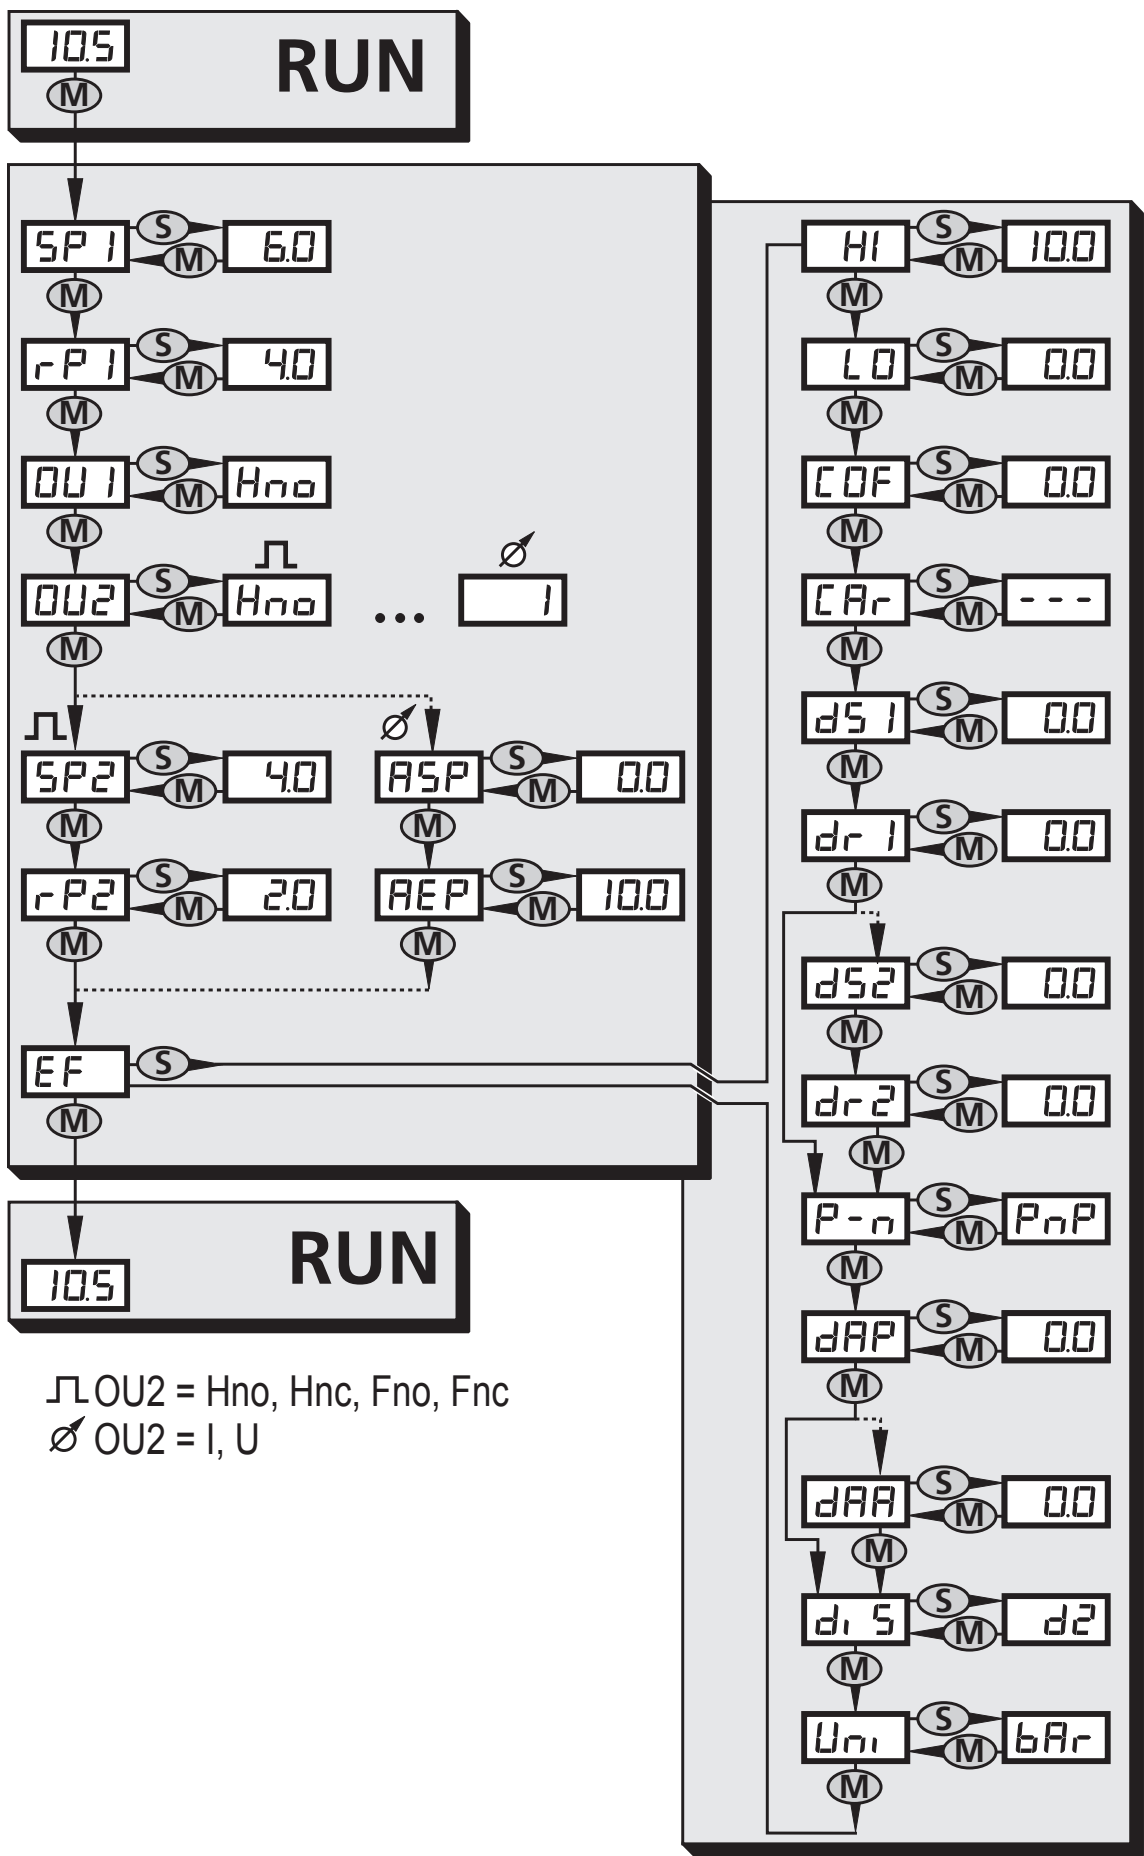 10.5
RUN
M
SP1 S M 6.0
M
rP1 S M 4.0
M
OU1 S M Hno
M
OU2 S M Hno ... 1
M
SP2 S M 4.0 ASP S M 0.0
M M
rP2 S M 2.0 AEP S M 10.0
M M
EF S
M
RUN
10.5
OU2 = Hno, Hnc, Fno, Fnc
OU2 = I, U
HI S M 10.0
M
LO S M 0.0
M
COF S M 0.0
M
CAr S M ---
M
dS1 S M 0.0
M
dr1 S M 0.0
M
dS2 S M 0.0
M
dr2 S M 0.0
M
P-n S M PnP
M
dAP S M 0.0
M
dAA S M 0.0
M
diS S M d2
M
Uni S M bAr
M